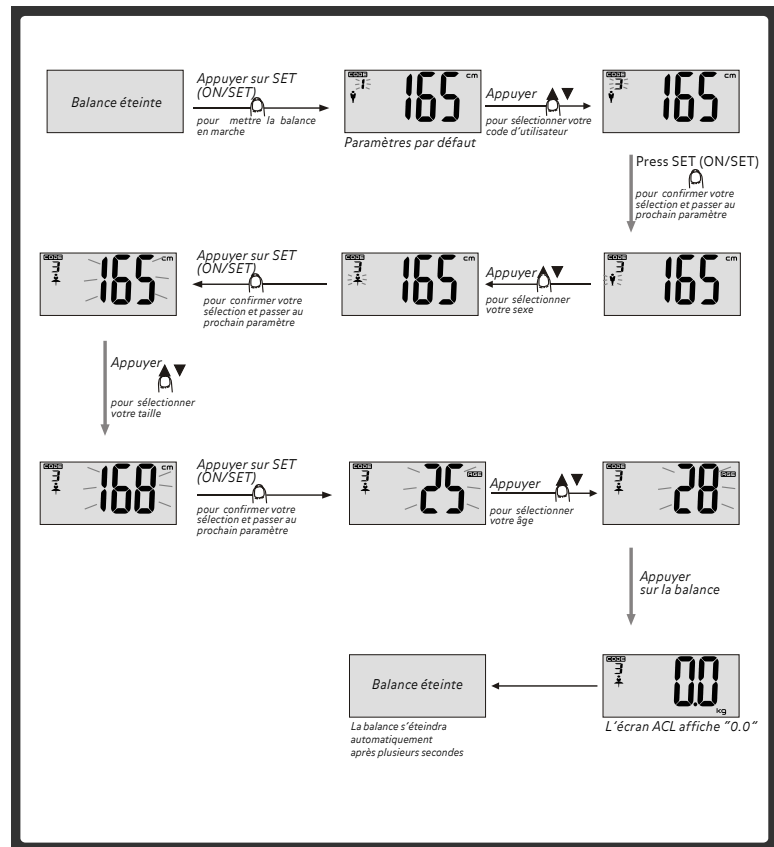 Balance éteinte
Appuyer sur SET
(ON/SET)
pour mettre la balance
en marche
CODE
1
165 cm
Paramètres par défaut
Appuyer ▲▼
pour sélectionner votre
code d'utilisateur
CODE
3
165 cm
Press SET (ON/SET)
pour confirmer votre
sélection et passer au
prochain paramètre
CODE
3
165 cm
Appuyer ▲▼
pour sélectionner
votre sexe
CODE
3
165 cm
Appuyer sur SET
(ON/SET)
pour confirmer votre
sélection et passer au
prochain paramètre
CODE
3
165 cm
Appuyer ▲ ▼
pour sélectionner
votre taille
CODE
3
168 cm
Appuyer sur SET
(ON/SET)
pour confirmer votre
sélection et passer au
prochain paramètre
CODE
3
25 AGE
Appuyer ▲▼
pour sélectionner
votre âge
CODE
3
28 AGE
Appuyer
sur la balance
CODE
3
0.0 kg
L'écran ACL affiche "0.0"
Balance éteinte
La balance s'éteindra
automatiquement
après plusieurs secondes